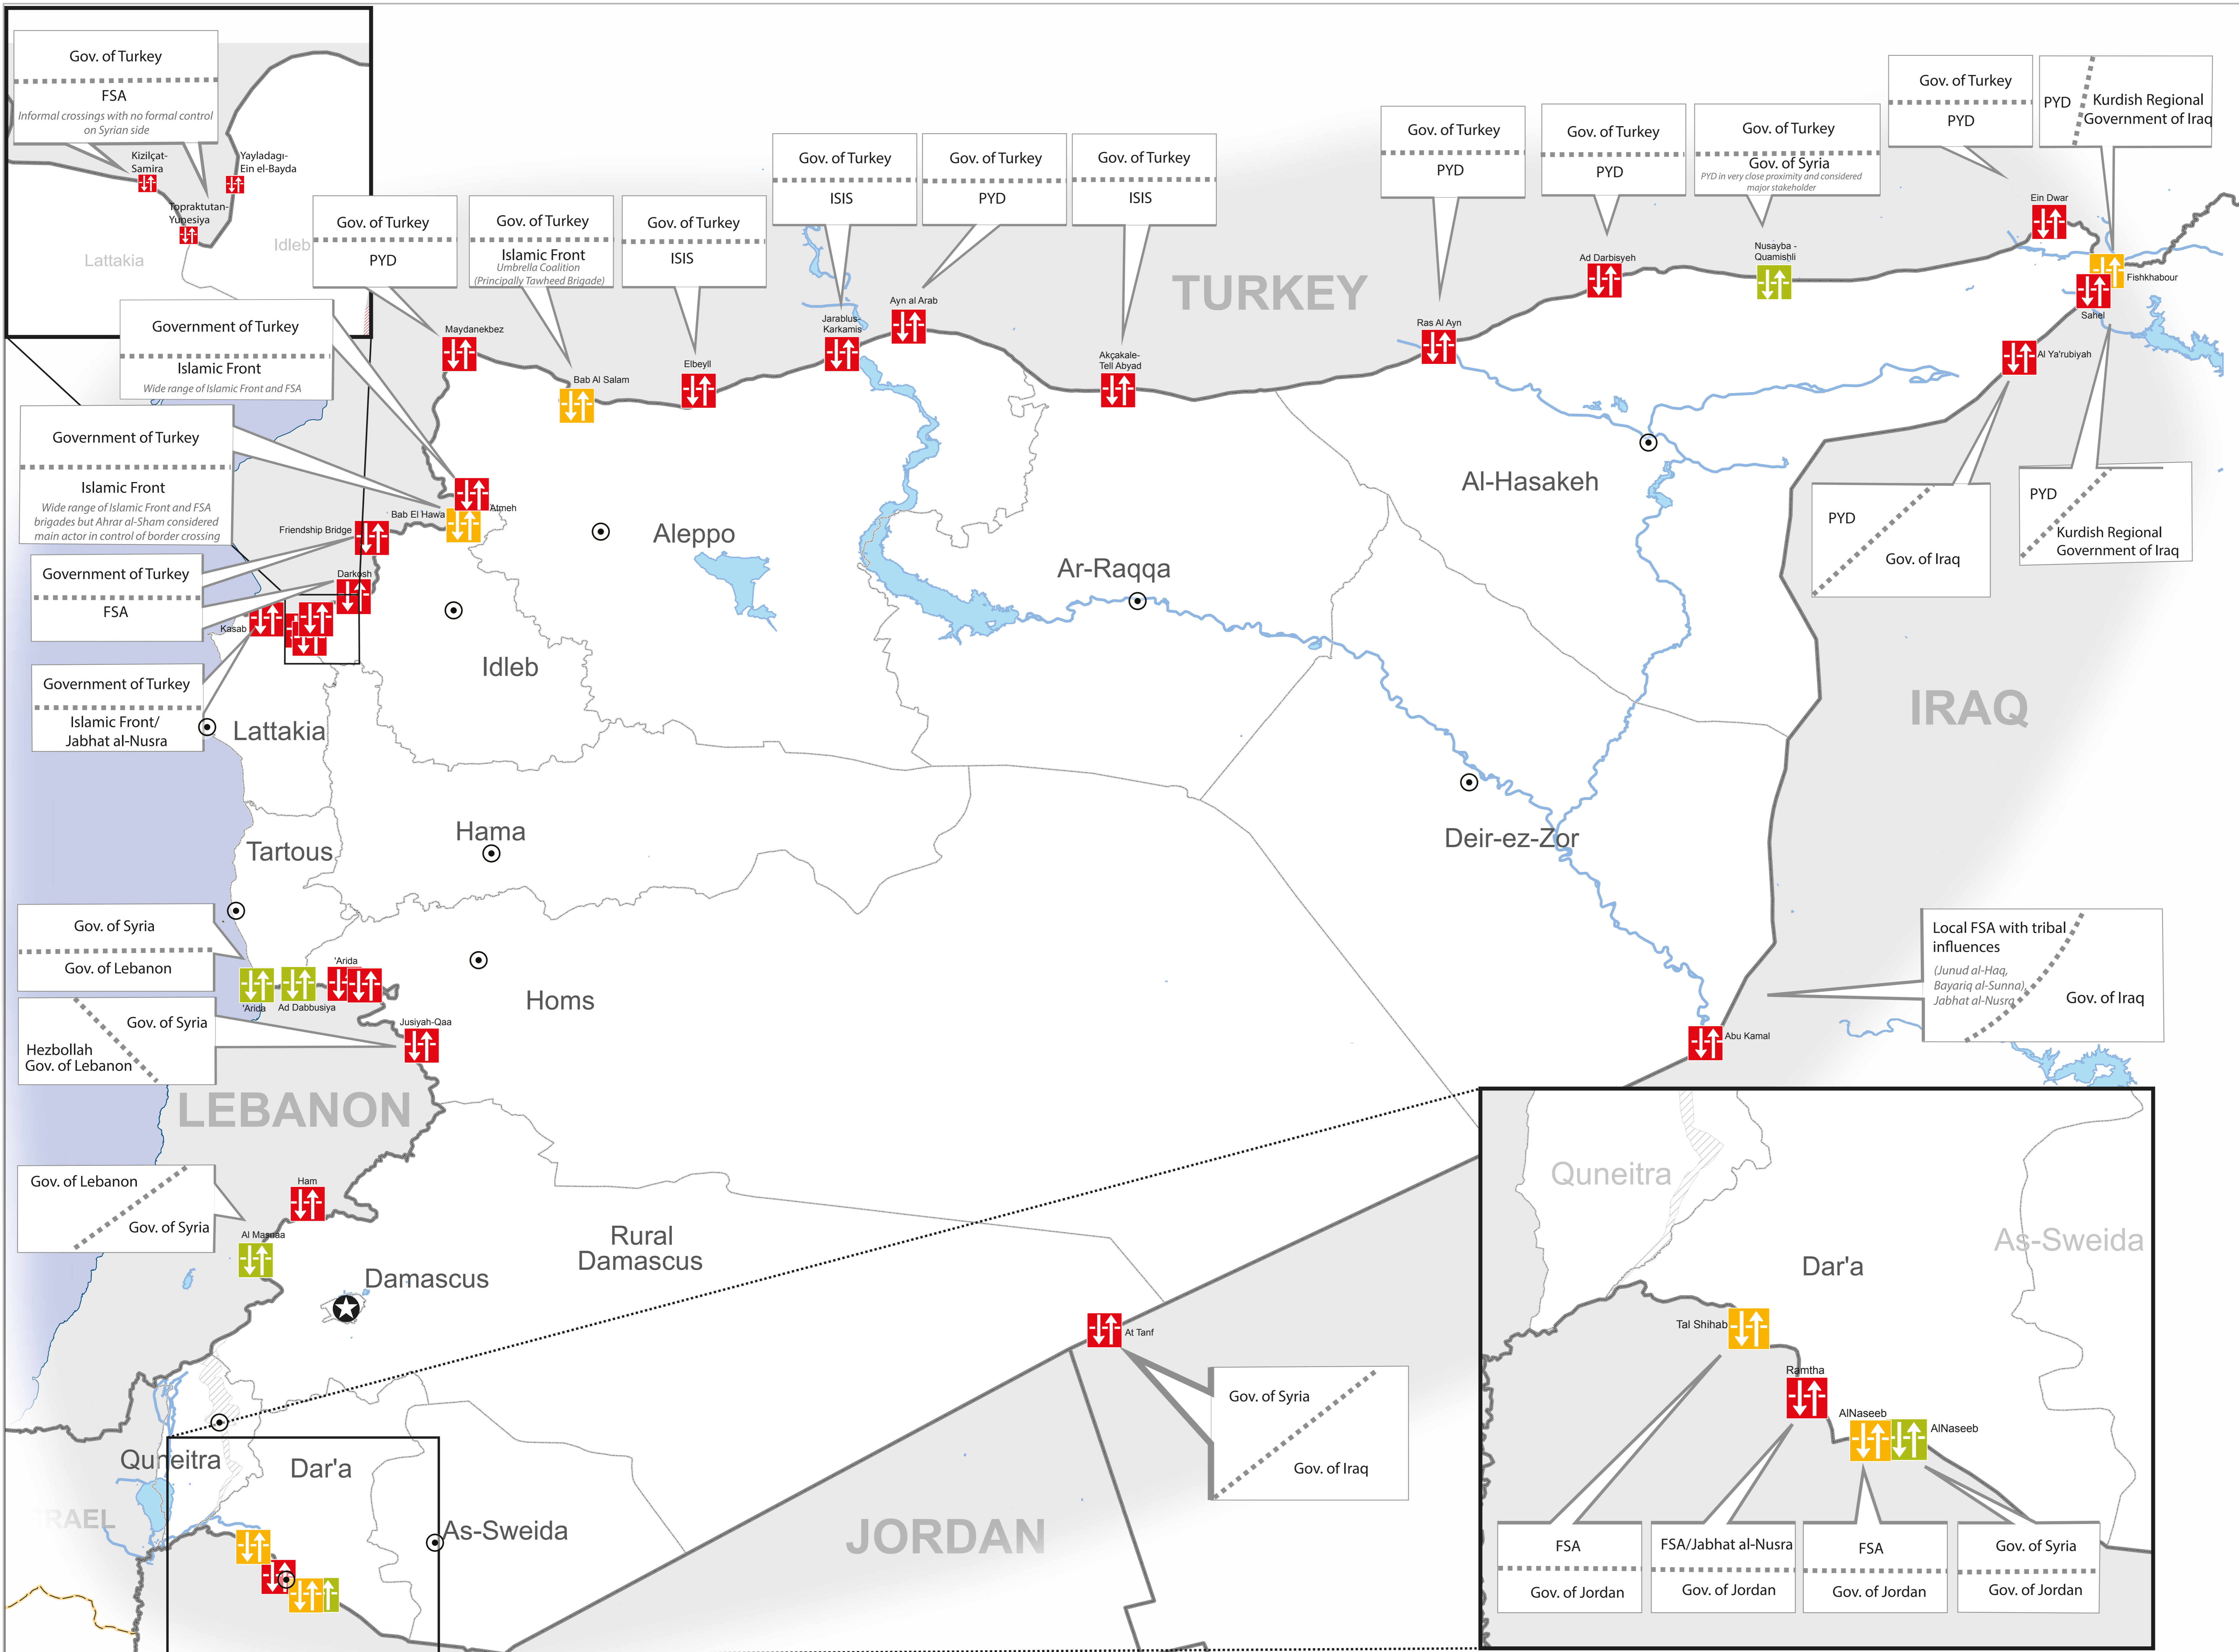 Gov. of Turkey
FSA
Informal crossings with no formal control
on Syrian side
Kizilçat-
Samira
Yayladagı-
Ein el-Bayda
Topraktutan-
Yunesiya
Lattakia
Idleb
Gov. of Turkey
PYD
Gov. of Turkey
Islamic Front
Umbrella Coalition
(Principally Tawheed Brigade)
Gov. of Turkey
ISIS
Gov. of Turkey
ISIS
Gov. of Turkey
PYD
Gov. of Turkey
ISIS
Gov. of Turkey
PYD
Gov. of Turkey
PYD
Gov. of Turkey
Gov. of Syria
PYD in very close proximity and considered
major stakeholder
Gov. of Turkey
PYD
PYD
Kurdish Regional
Government of Iraq
TURKEY
Maydanekbez
Bab Al Salam
Elbeyll
Jarablus-
Karkamis
Ayn al Arab
Akçakale-
Tell Abyad
Ras Al Ayn
Ad Darbisyeh
Nusayba -
Quamishli
Ein Dwar
Fishkhabour
Sahel
Al Ya'rubiyah
Government of Turkey
Islamic Front
Wide range of Islamic Front and FSA
Government of Turkey
Islamic Front
Wide range of Islamic Front and FSA
brigades but Ahrar al-Sham considered
main actor in control of border crossing
Government of Turkey
FSA
Government of Turkey
Islamic Front/
Jabhat al-Nusra
Atmeh
Bab El Hawa
Friendship Bridge
Darkosh
Kasab
Aleppo
Idleb
Lattakia
Ar-Raqqa
Al-Hasakeh
PYD
Gov. of Iraq
PYD
Kurdish Regional
Government of Iraq
IRAQ
Hama
Tartous
Homs
Deir-ez-Zor
Gov. of Syria
Gov. of Lebanon
'Arida
'Arida
Ad Dabbusiya
Gov. of Syria
Hezbollah
Gov. of Lebanon
Jusiyah-Qaa
LEBANON
Local FSA with tribal
influences
(Junud al-Haq,
Bayariq al-Sunna)
Jabhat al-Nusra
Gov. of Iraq
Abu Kamal
Gov. of Lebanon
Gov. of Syria
Ham
Al Masnaa
Rural
Damascus
Damascus
At Tanf
Gov. of Syria
Gov. of Iraq
Quneitra
Dar'a
As-Sweida
JORDAN
Quneitra
As-Sweida
Dar'a
Tal Shihab
Ramtha
AlNaseeb
AlNaseeb
FSA
Gov. of Jordan
FSA/Jabhat al-Nusra
Gov. of Jordan
FSA
Gov. of Jordan
Gov. of Syria
Gov. of Jordan